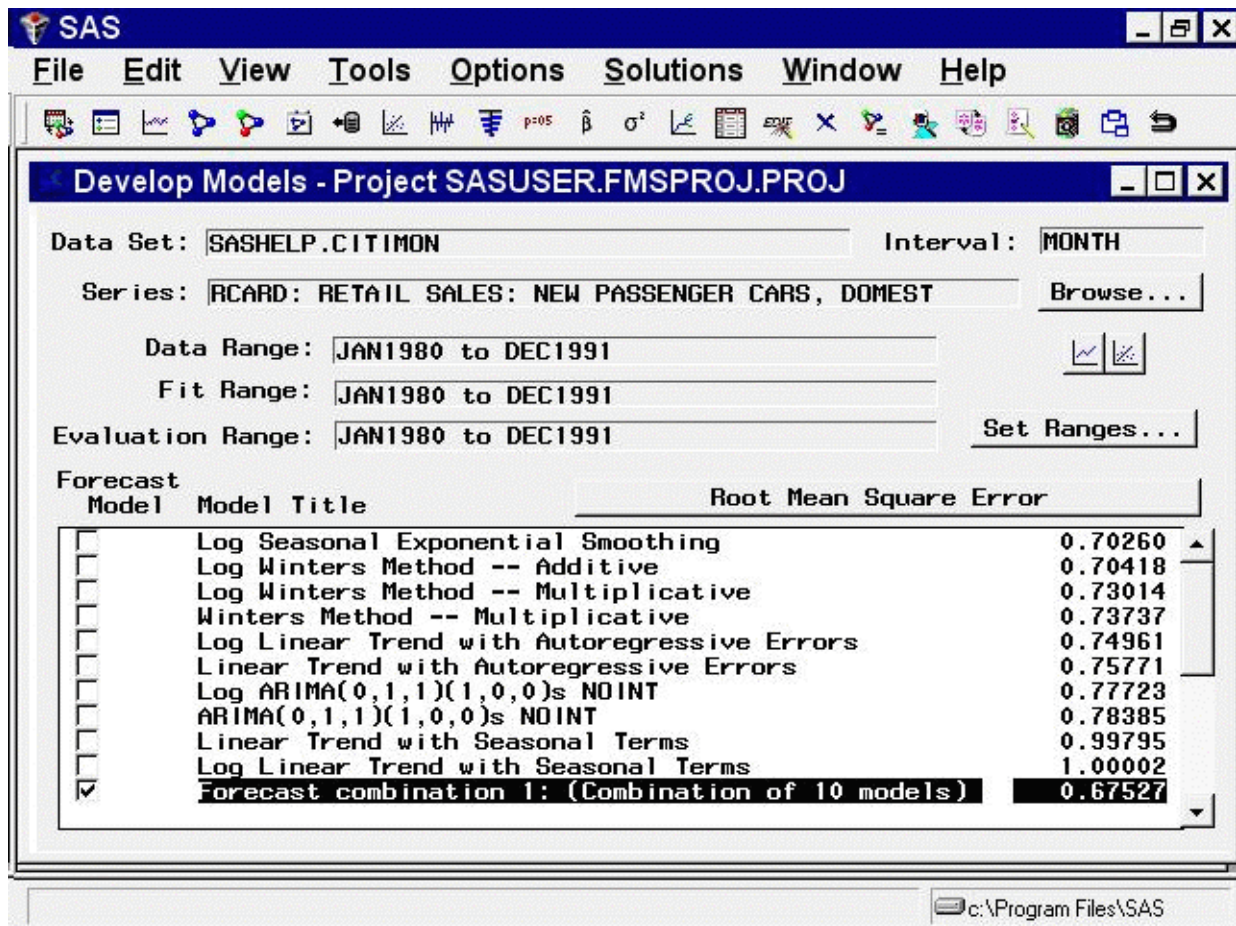 SAS
File Edit View Tools Options Solutions Window Help
p=05 β̂ σ²
Develop Models - Project SASUSER.FMSPROJ.PROJ
Data Set: SASHELP.CITIMON Interval: MONTH
Series: RCARD: RETAIL SALES: NEW PASSENGER CARS, DOMEST Browse...
Data Range: JAN1980 to DEC1991
Fit Range: JAN1980 to DEC1991
Evaluation Range: JAN1980 to DEC1991 Set Ranges...
Forecast
Model Model Title Root Mean Square Error
Log Seasonal Exponential Smoothing 0.70260
Log Winters Method -- Additive 0.70418
Log Winters Method -- Multiplicative 0.73014
Winters Method -- Multiplicative 0.73737
Log Linear Trend with Autoregressive Errors 0.74961
Linear Trend with Autoregressive Errors 0.75771
Log ARIMA(0,1,1)(1,0,0)s NOINT 0.77723
ARIMA(0,1,1)(1,0,0)s NOINT 0.78385
Linear Trend with Seasonal Terms 0.99795
Log Linear Trend with Seasonal Terms 1.00002
Forecast combination 1: (Combination of 10 models) 0.67527
c:\Program Files\SAS